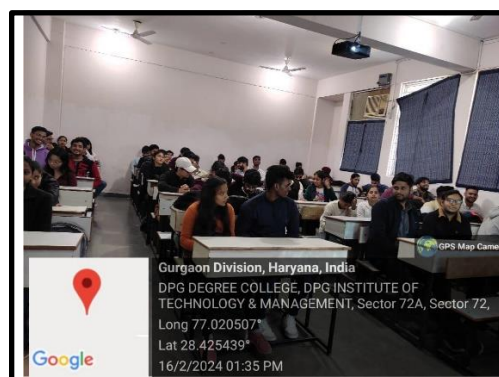 GPS Map Came
Gurgaon Division, Haryana, India
DPG DEGREE COLLEGE, DPG INSTITUTE OF
TECHNOLOGY & MANAGEMENT, Sector 72A, Sector 72,
Long 77.020507°
Lat 28.425439°
16/2/2024 01:35 PM
Google